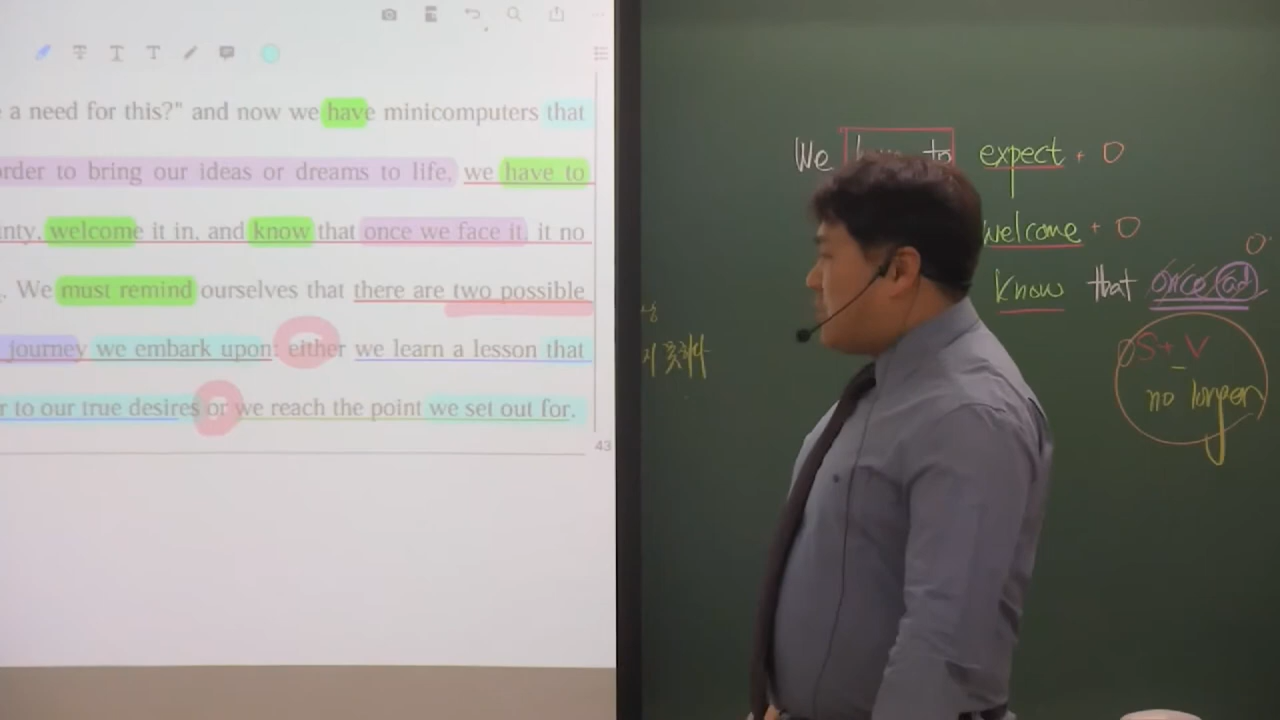 a need for this?" and now we have minicomputers that
order to bring our ideas or dreams to life, we have to
inty, welcome it in, and know that once we face it, it no
. We must remind ourselves that there are two possible
journey we embark upon: either we learn a lesson that
r to our true desires or we reach the point we set out for.
43
We have to expect + O
welcome + O
know that once ad
S + V
no longer